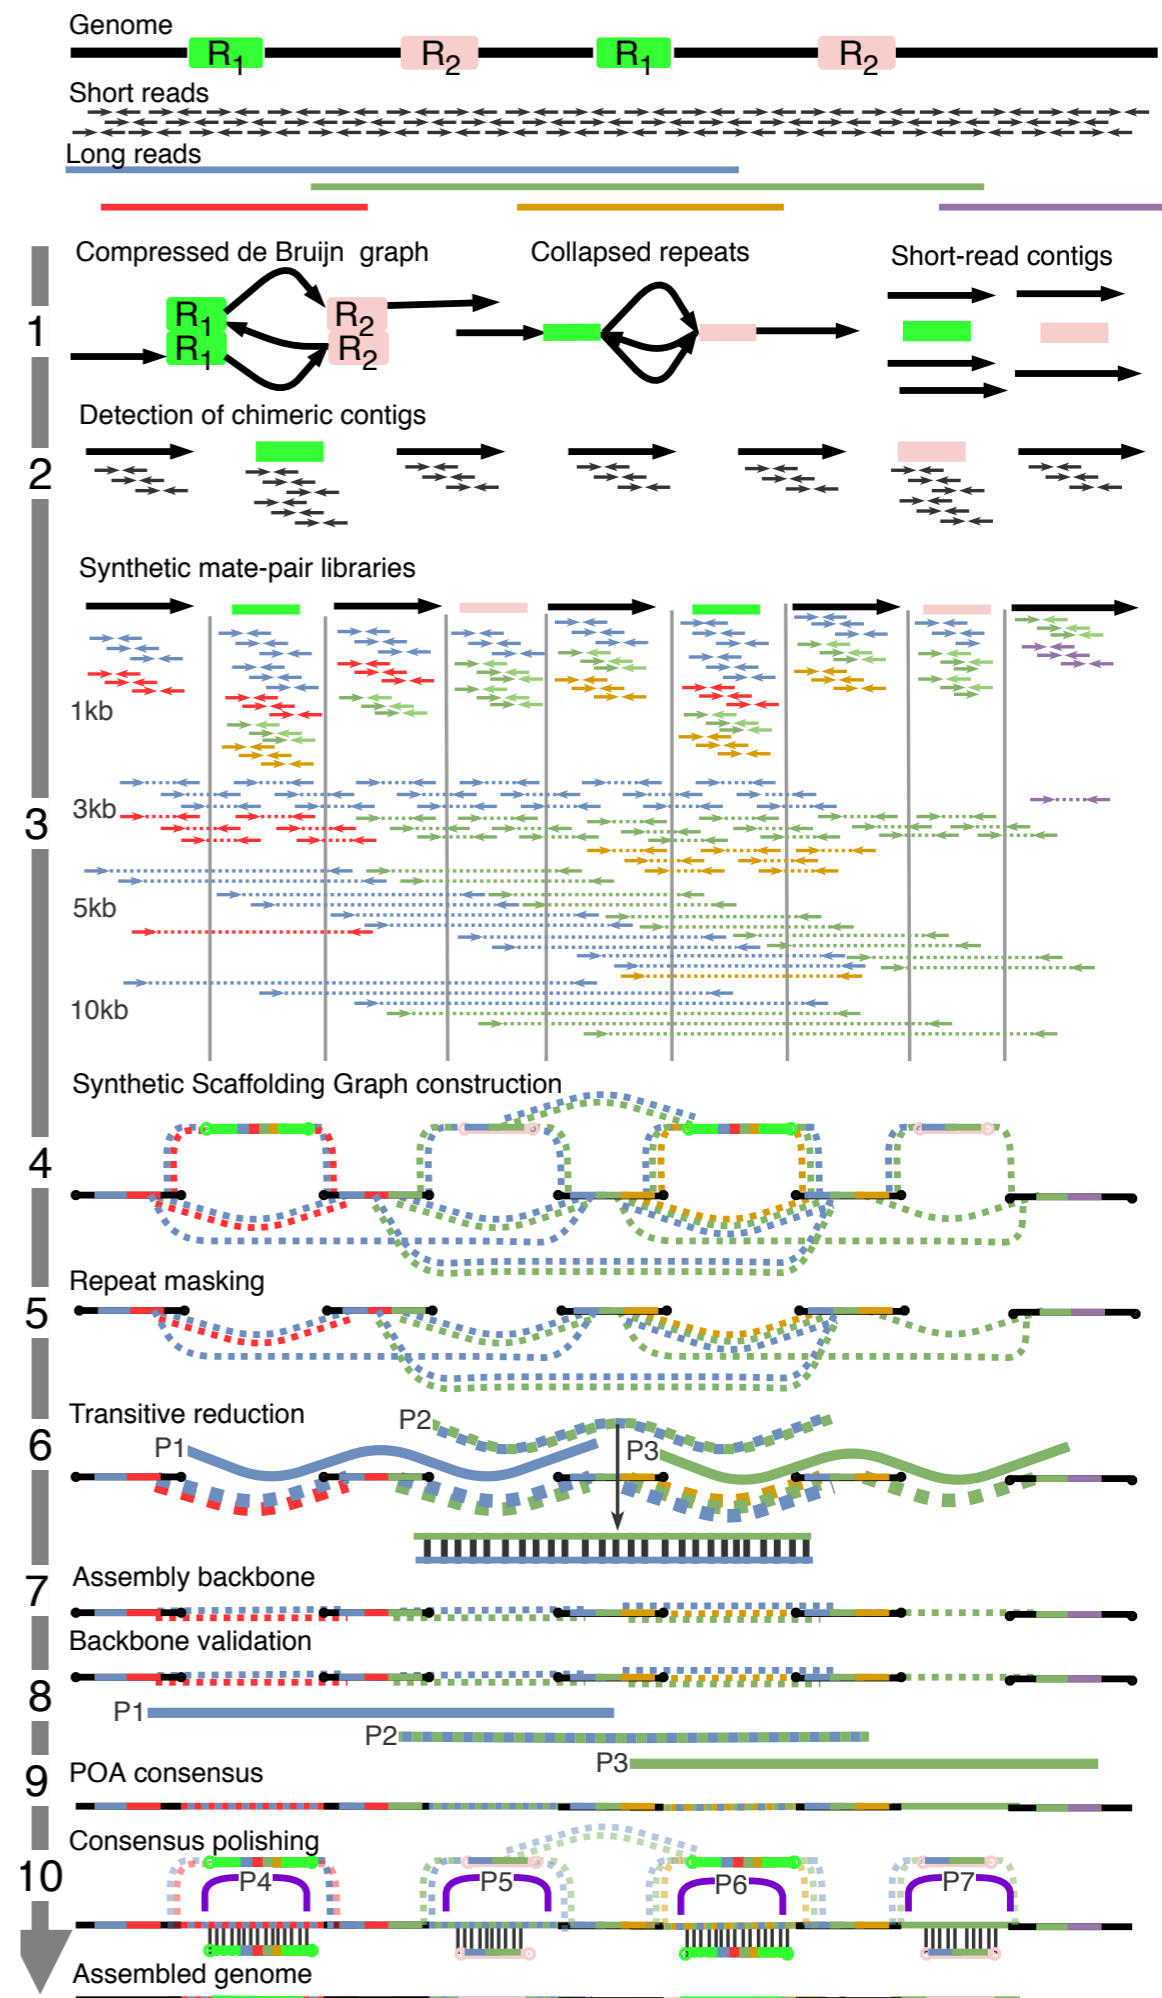 Genome
R1 R2 R1 R2
Short reads
Long reads
Compressed de Bruijn graph
Collapsed repeats
Short-read contigs
1
R1 R2
R1 R2
Detection of chimeric contigs
2
Synthetic mate-pair libraries
1kb
3
3kb
5kb
10kb
Synthetic Scaffolding Graph construction
4
Repeat masking
5
Transitive reduction
6
P2
P1
P3
7
Assembly backbone
Backbone validation
8
P1
P2
P3
9
POA consensus
Consensus polishing
10
P4 P5 P6 P7
Assembled genome